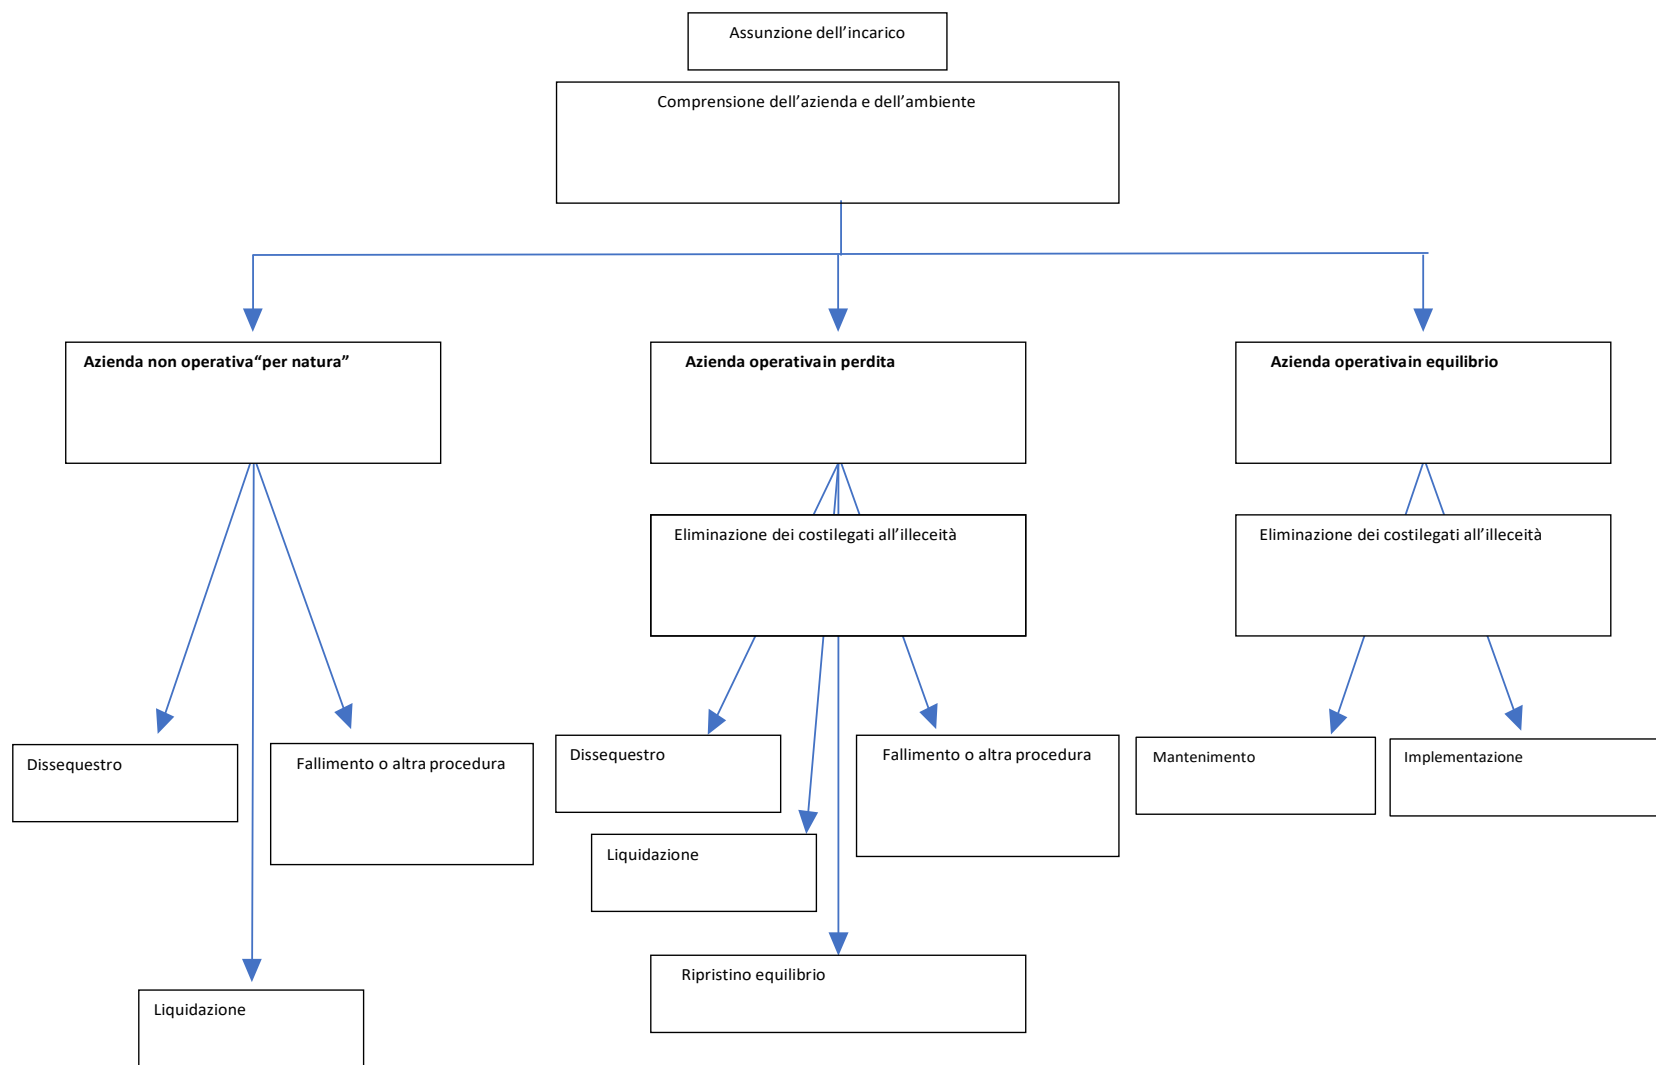 Assunzione dell’incarico
Comprensione dell’azienda e dell’ambiente
Azienda non operativa“per natura”
Azienda operativain perdita
Azienda operativain equilibrio
Eliminazione dei costilegati all’illeceità
Eliminazione dei costilegati all’illeceità
Dissequestro
Fallimento o altra procedura
Dissequestro
Fallimento o altra procedura
Mantenimento
Implementazione
Liquidazione
Ripristino equilibrio
Liquidazione